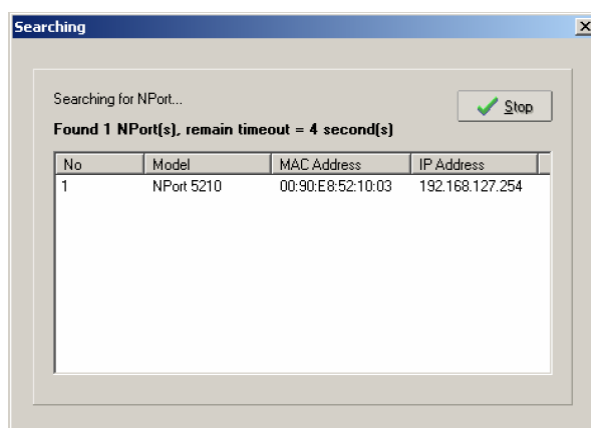 Searching
Searching for NPort...
Stop
Found 1 NPort(s), remain timeout = 4 second(s)
No Model MAC Address IP Address
1 NPort 5210 00:90:E8:52:10:03 192.168.127.254